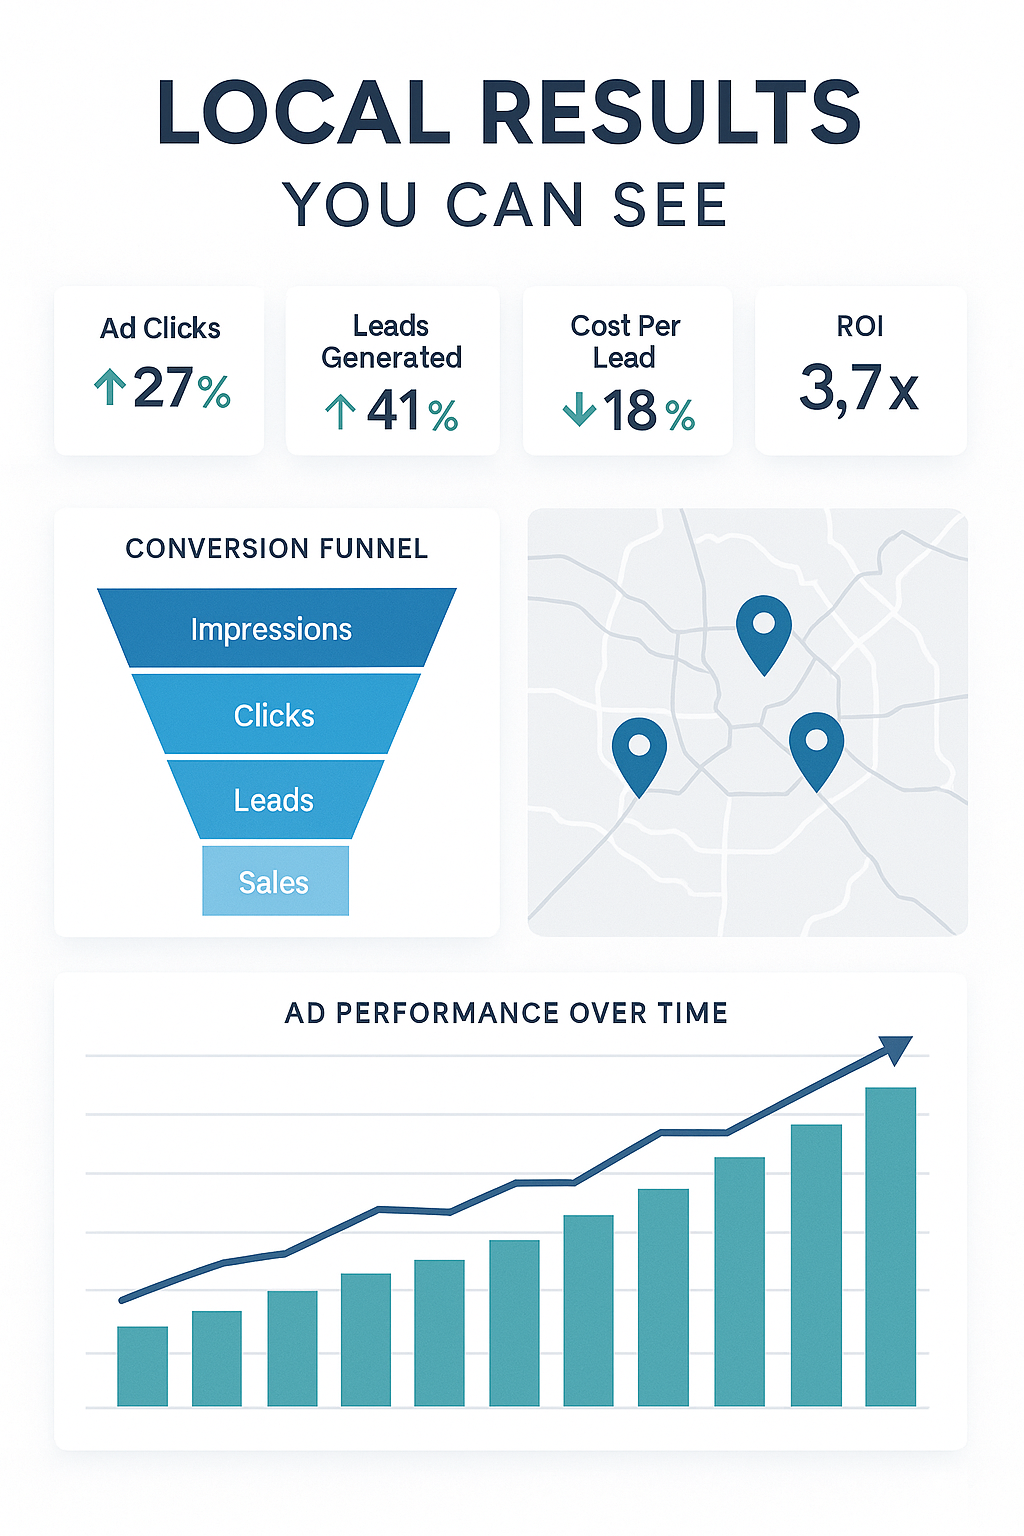 LOCAL RESULTS
YOU CAN SEE
Ad Clicks
↑27%
Leads
Generated
↑41%
Cost Per
Lead
↓18%
ROI
3,7x
CONVERSION FUNNEL
Impressions
Clicks
Leads
Sales
AD PERFORMANCE OVER TIME